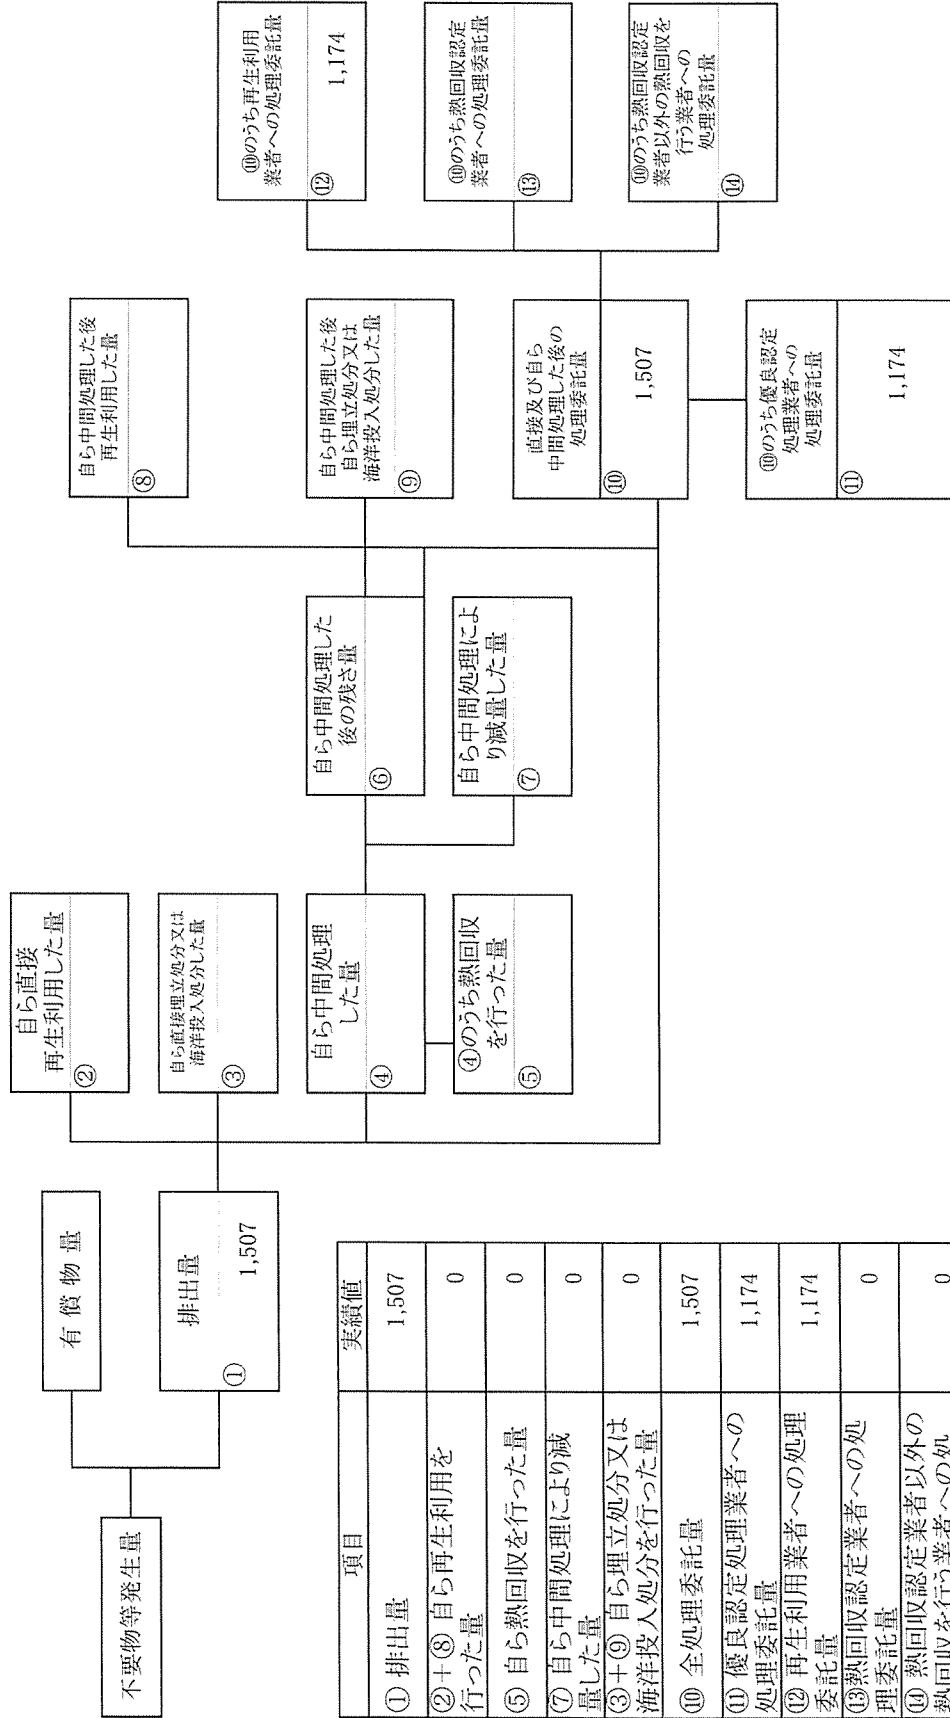 不要物等発生量
有 償 物 量
排出量
①
1,507
自ら直接
再生利用した量
②
自ら直接埋立処分又は
海洋投入処分した量
③
自ら中間処理
した量
④
④のうち熱回収
を行った量
⑤
自ら中間処理した
後の残さ量
⑥
自ら中間処理によ
り減量した量
⑦
自ら中間処理した後
再生利用した量
⑧
自ら中間処理した後
自ら埋立処分又は
海洋投入処分した量
⑨
直接及び自ら
中間処理した後の
処理委託量
⑩
1,507
⑩のうち優良認定
処理業者への
処理委託量
⑪
1,174
⑩のうち再生利用
業者への処理委託量
⑫
1,174
⑩のうち熱回収認定
業者への処理委託量
⑬
⑩のうち熱回収認定
業者以外の熱回収を
行う業者への
処理委託量
⑭
項目 実績値
① 排出量 1,507
②+⑧ 自ら再生利用を
行った量 0
⑤ 自ら熱回収を行った量 0
⑦ 自ら中間処理により減
量した量 0
③+⑨ 自ら埋立処分又は
海洋投入処分を行った量 0
⑩ 全処理委託量 1,507
⑪ 優良認定処理業者への
処理委託量 1,174
⑫ 再生利用業者への処理
委託量 1,174
⑬熱回収認定業者への処
理委託量 0
⑭ 熱回収認定業者以外の
熱回収を行う業者への処 0